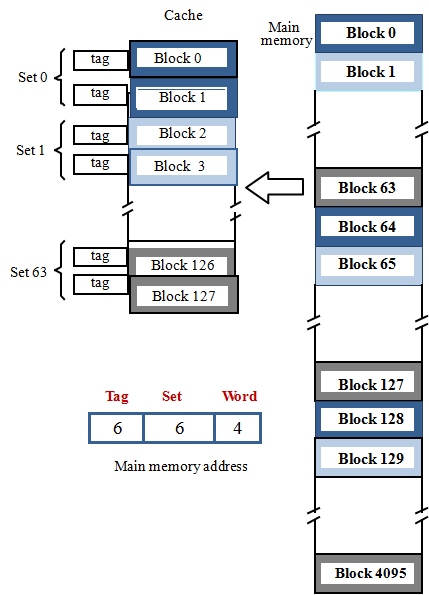 Cache
Main
memory
Block 0
Block 1
Block 63
Block 64
Block 65
Block 127
Block 128
Block 129
Block 4095
Set 0
tag
Block 0
tag
Block 1
Set 1
tag
Block 2
tag
Block 3
Set 63
tag
Block 126
tag
Block 127
Tag Set Word
6 6 4
Main memory address